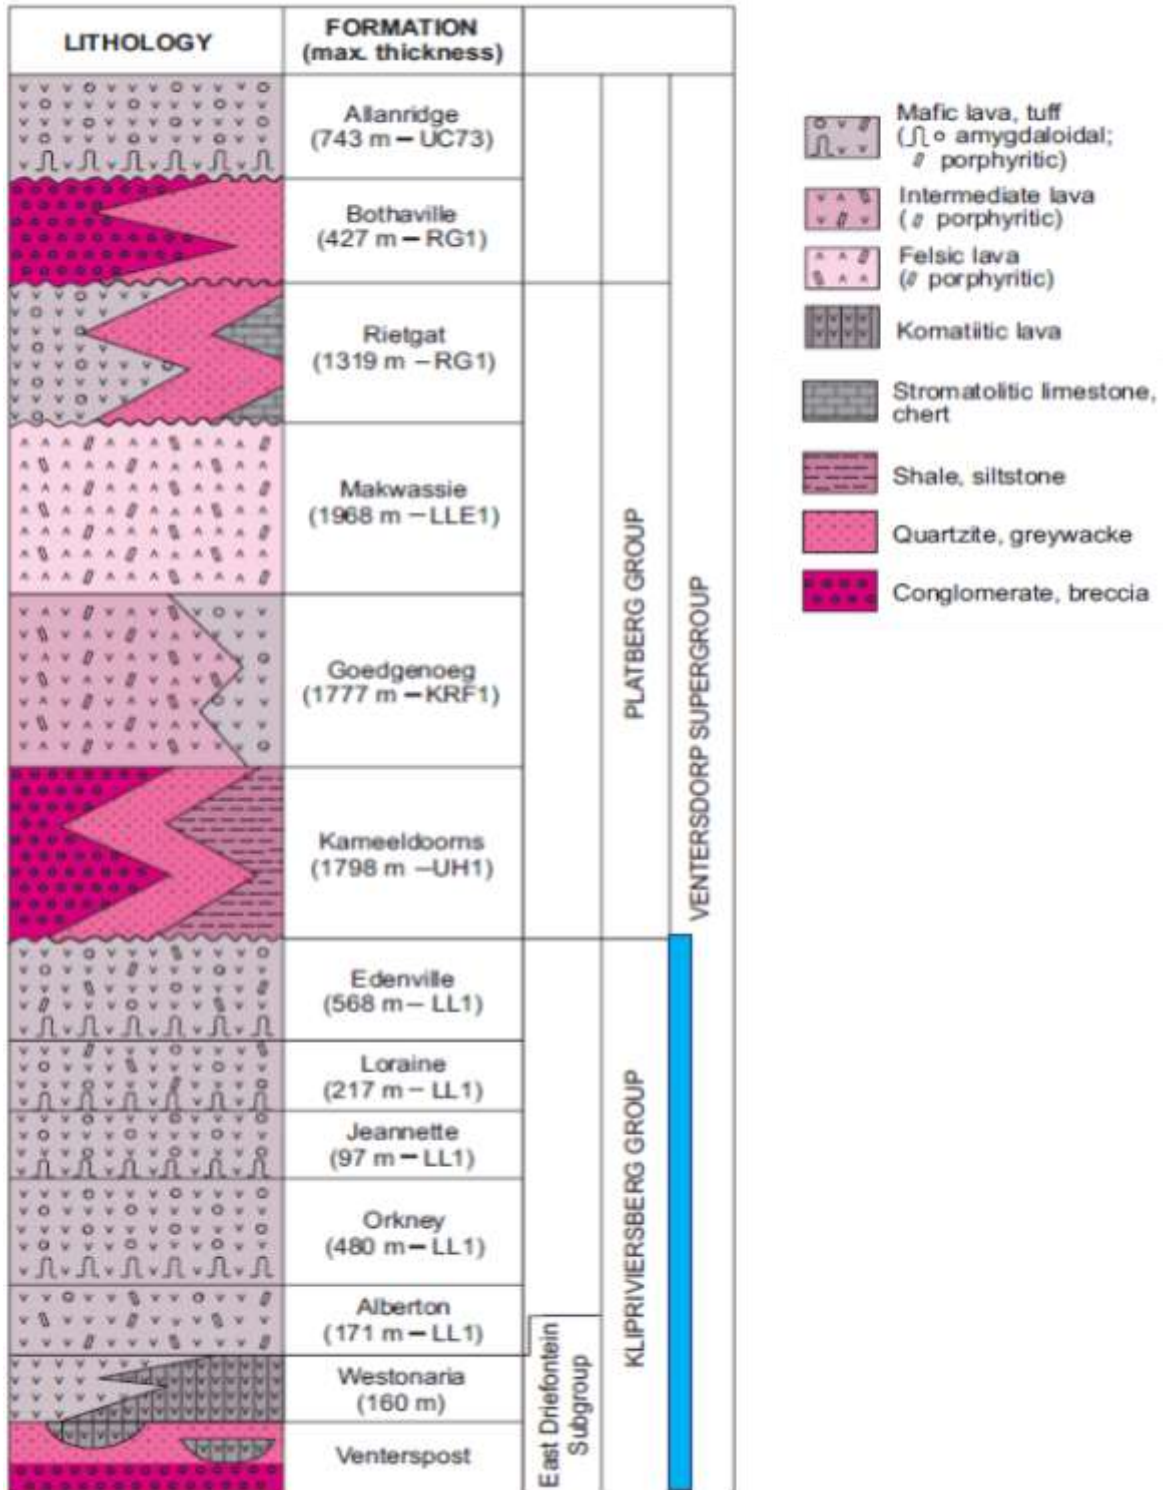 LITHOLOGY
FORMATION
(max. thickness)
Allanridge
(743 m – UC73)
Bothaville
(427 m – RG1)
Rietgat
(1319 m – RG1)
Makwassie
(1968 m – LLE1)
Goedgenoeg
(1777 m – KRF1)
Kameeldoorns
(1798 m –UH1)
Edenville
(568 m – LL1)
Loraine
(217 m – LL1)
Jeannette
(97 m – LL1)
Orkney
(480 m – LL1)
Alberton
(171 m – LL1)
Westonaria
(160 m)
Venterspost
East Driefontein
Subgroup
PLATBERG GROUP
KLIPRIVIERSBERG GROUP
VENTERSDORP SUPERGROUP
Mafic lava, tuff
( amygdaloidal;
porphyritic)
Intermediate lava
( porphyritic)
Felsic lava
( porphyritic)
Komatiitic lava
Stromatolitic limestone,
chert
Shale, siltstone
Quartzite, greywacke
Conglomerate, breccia